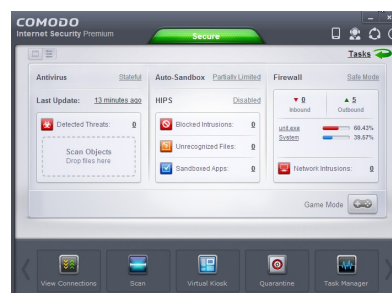 COMODO
Internet Security Premium
Secure
Tasks
Antivirus Stateful
Auto-Sandbox Partially Limited
Firewall Safe Mode
Last Update: 13 minutes ago
HIPS Disabled
0 Inbound
5 Outbound
Detected Threats: 0
Blocked Intrusions: 0
unit.exe 60.43%
System 39.57%
Scan Objects
Drop files here
Unrecognized Files: 0
Sandboxed Apps: 0
Network Intrusions: 0
Game Mode
View Connections
Scan
Virtual Kiosk
Quarantine
Task Manager